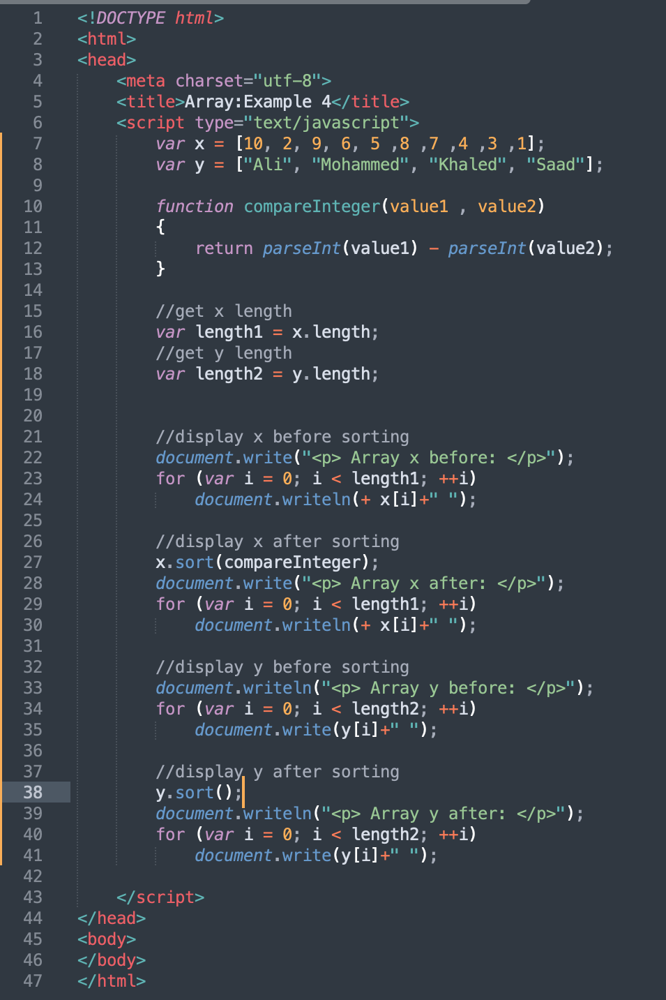 1 <!DOCTYPE html>
2 <html>
3 <head>
4 <meta charset="utf-8">
5 <title>Array:Example 4</title>
6 <script type="text/javascript">
7 var x = [10, 2, 9, 6, 5 ,8 ,7 ,4 ,3 ,1];
8 var y = ["Ali", "Mohammed", "Khaled", "Saad"];
9
10 function compareInteger(value1 , value2)
11 {
12 return parseInt(value1) - parseInt(value2);
13 }
14
15 //get x length
16 var length1 = x.length;
17 //get y length
18 var length2 = y.length;
19
20
21 //display x before sorting
22 document.write("<p> Array x before: </p>");
23 for (var i = 0; i < length1; ++i)
24 document.writeln(+ x[i]+" ");
25
26 //display x after sorting
27 x.sort(compareInteger);
28 document.write("<p> Array x after: </p>");
29 for (var i = 0; i < length1; ++i)
30 document.writeln(+ x[i]+" ");
31
32 //display y before sorting
33 document.writeln("<p> Array y before: </p>");
34 for (var i = 0; i < length2; ++i)
35 document.write(y[i]+" ");
36
37 //display y after sorting
38 y.sort();
39 document.writeln("<p> Array y after: </p>");
40 for (var i = 0; i < length2; ++i)
41 document.write(y[i]+" ");
42
43 </script>
44 </head>
45 <body>
46 </body>
47 </html>